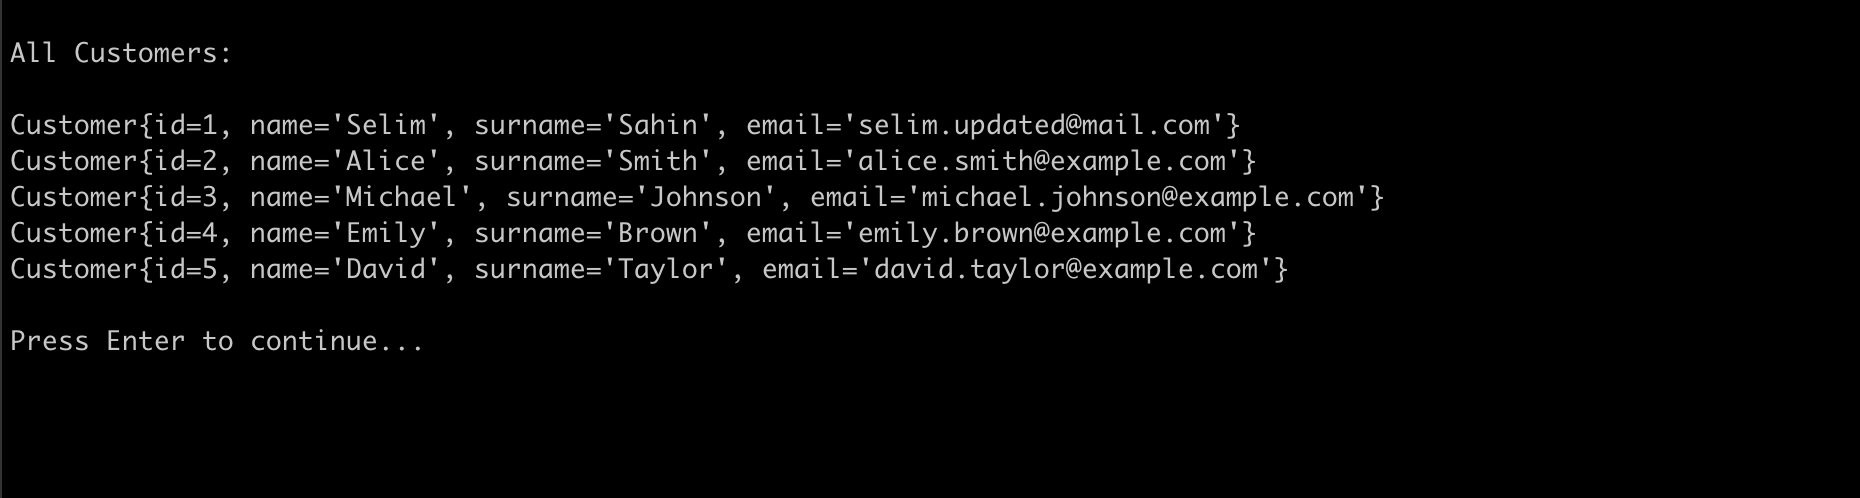 All Customers:
Customer{id=1, name='Selim', surname='Sahin', email='selim.updated@mail.com'}
Customer{id=2, name='Alice', surname='Smith', email='alice.smith@example.com'}
Customer{id=3, name='Michael', surname='Johnson', email='michael.johnson@example.com'}
Customer{id=4, name='Emily', surname='Brown', email='emily.brown@example.com'}
Customer{id=5, name='David', surname='Taylor', email='david.taylor@example.com'}
Press Enter to continue...